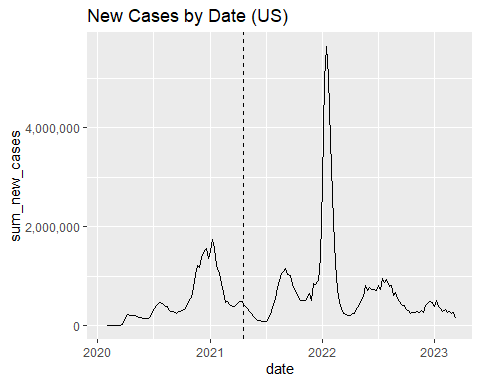 New Cases by Date (US)
sum_new_cases
4,000,000
2,000,000
0
2020 2021 2022 2023
date